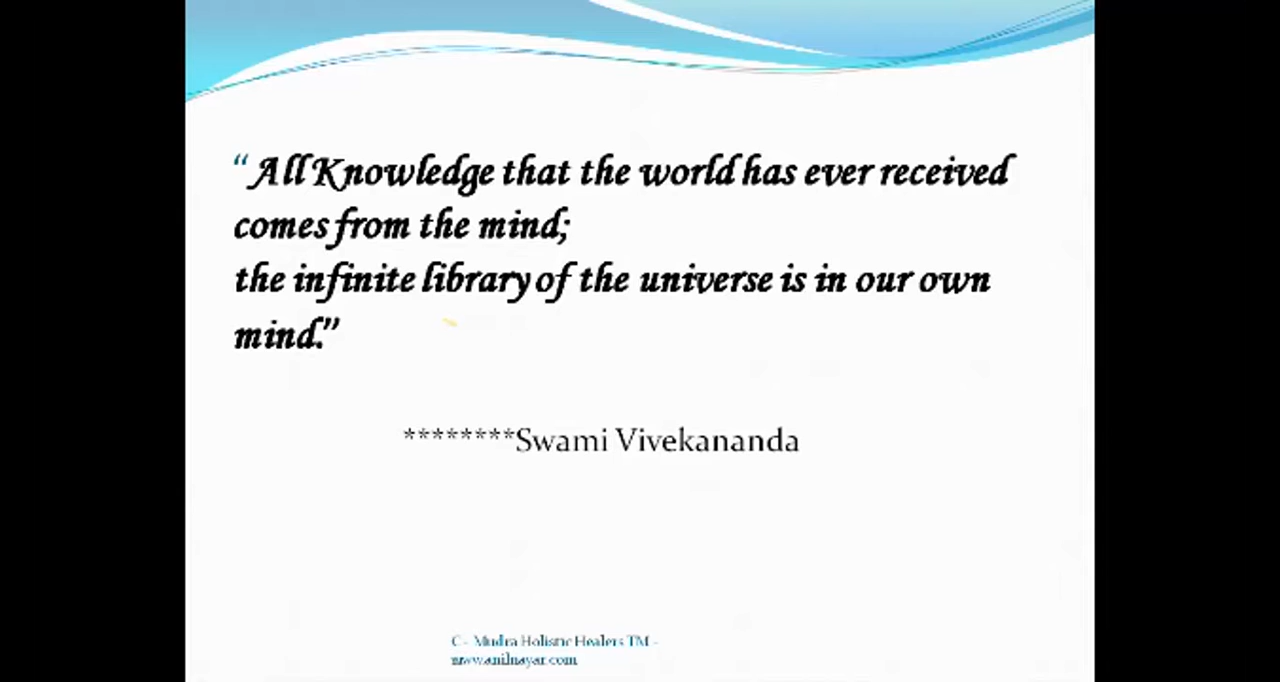 “ All Knowledge that the world has ever received
comes from the mind;
the infinite library of the universe is in our own
mind.”
********Swami Vivekananda
C - Mudra Holistic Healers TM -
www.anilnayar.com